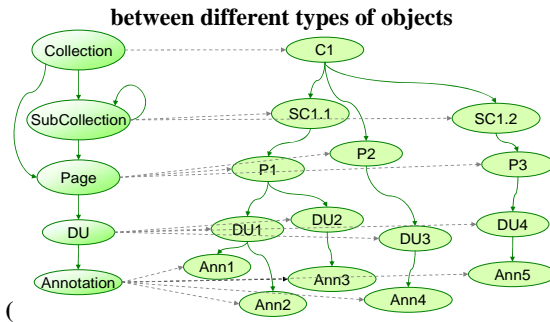 between different types of objects
Collection C1
SubCollection SC1.1 SC1.2
Page P1 P2 P3
DU DU1 DU2 DU3 DU4
Annotation Ann1 Ann2 Ann3 Ann4 Ann5
(